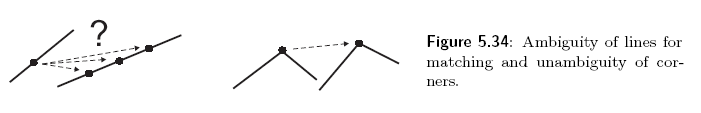 ?
Figure 5.34: Ambiguity of lines for
matching and unambiguity of cor-
ners.